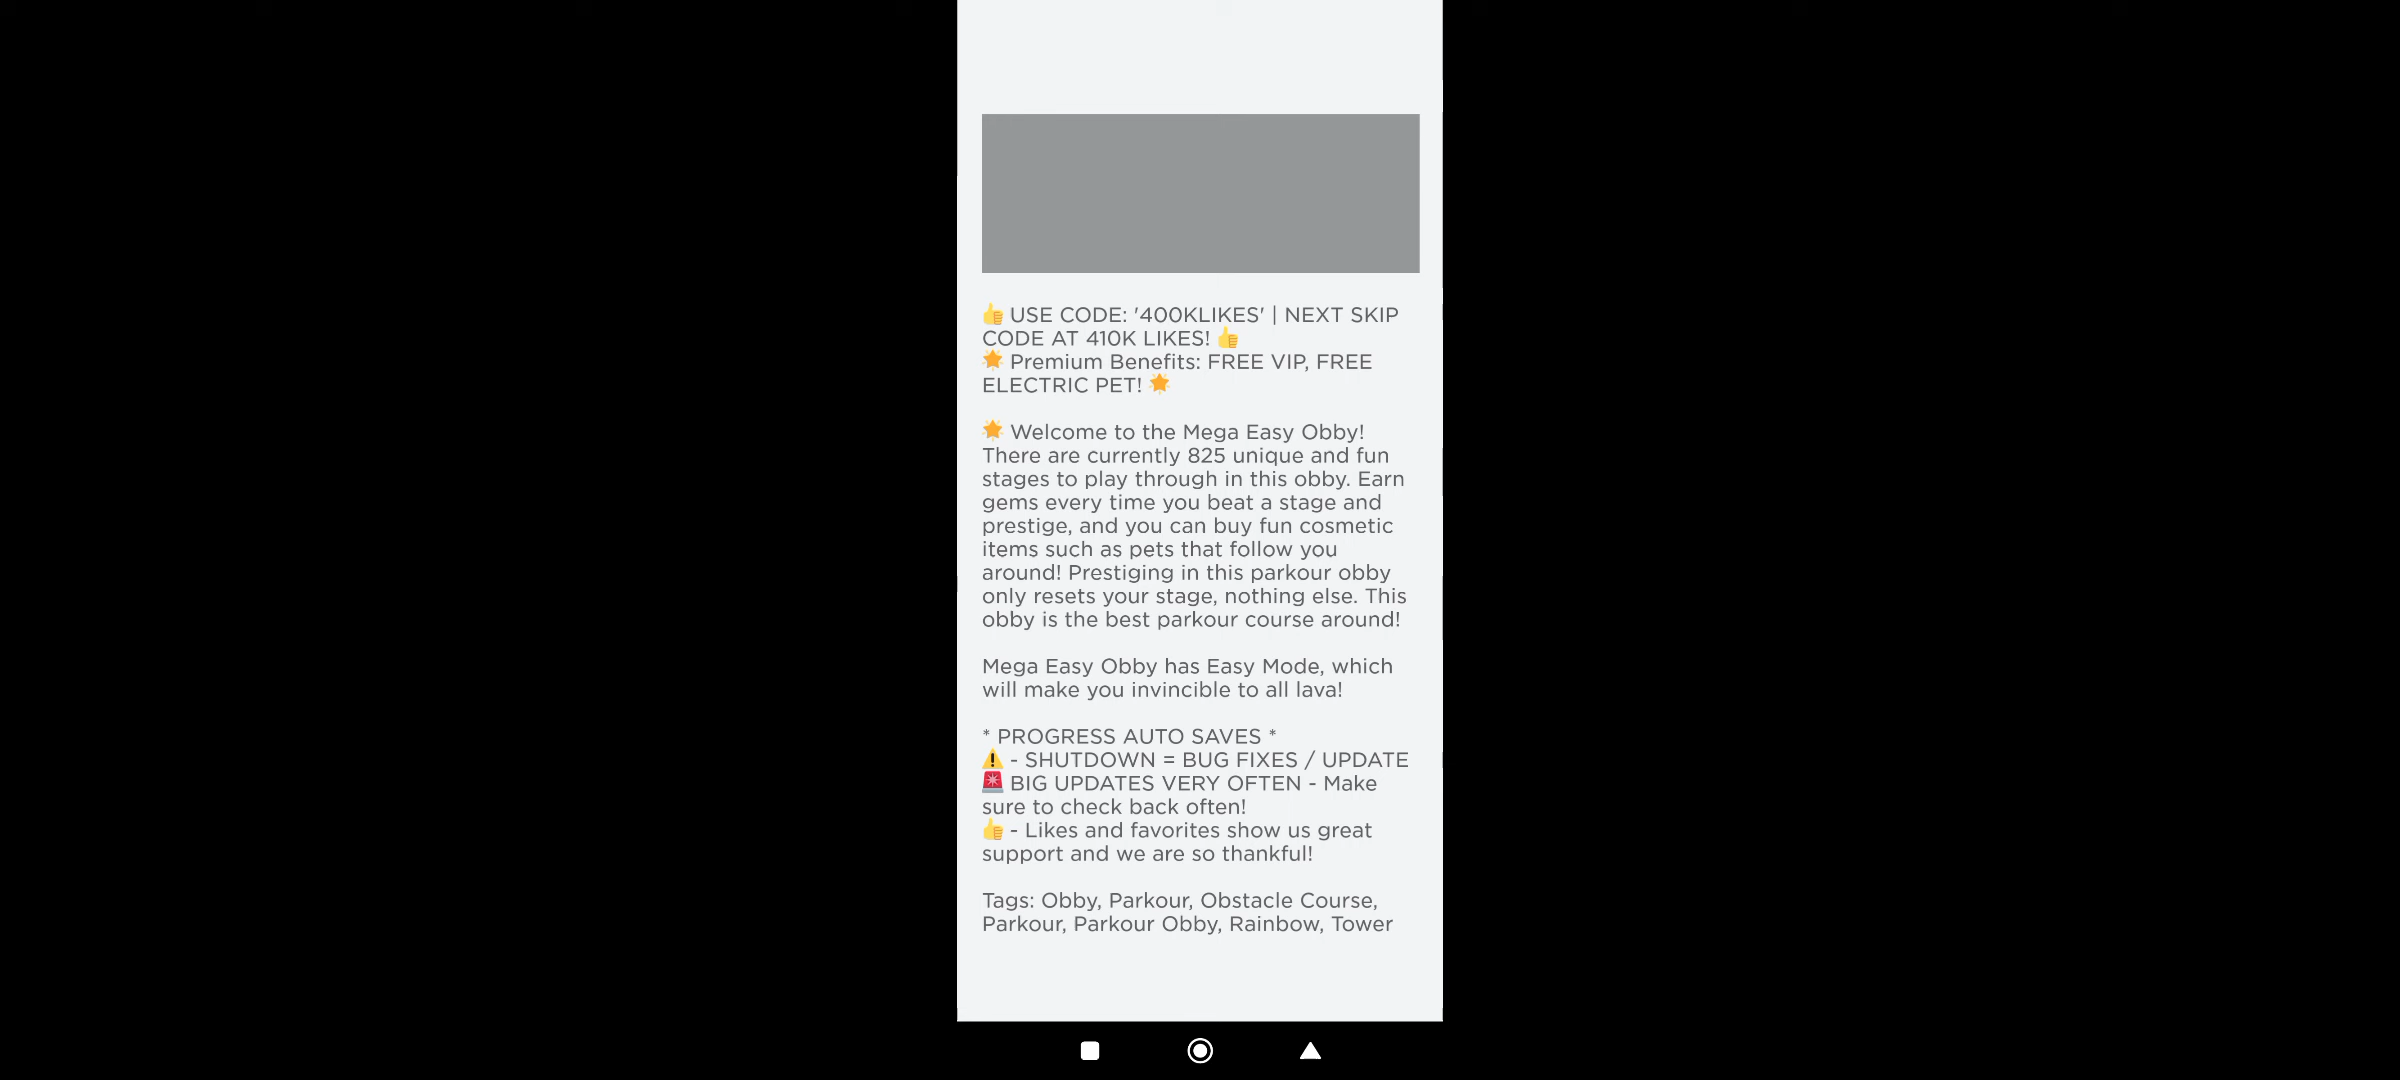 👍 USE CODE: '400KLIKES' | NEXT SKIP
CODE AT 410K LIKES! 👍
🌟 Premium Benefits: FREE VIP, FREE
ELECTRIC PET! 🌟
🌟 Welcome to the Mega Easy Obby!
There are currently 825 unique and fun
stages to play through in this obby. Earn
gems every time you beat a stage and
prestige, and you can buy fun cosmetic
items such as pets that follow you
around! Prestiging in this parkour obby
only resets your stage, nothing else. This
obby is the best parkour course around!
Mega Easy Obby has Easy Mode, which
will make you invincible to all lava!
* PROGRESS AUTO SAVES *
⚠️ - SHUTDOWN = BUG FIXES / UPDATE
🚨 BIG UPDATES VERY OFTEN - Make
sure to check back often!
👍 - Likes and favorites show us great
support and we are so thankful!
Tags: Obby, Parkour, Obstacle Course,
Parkour, Parkour Obby, Rainbow, Tower